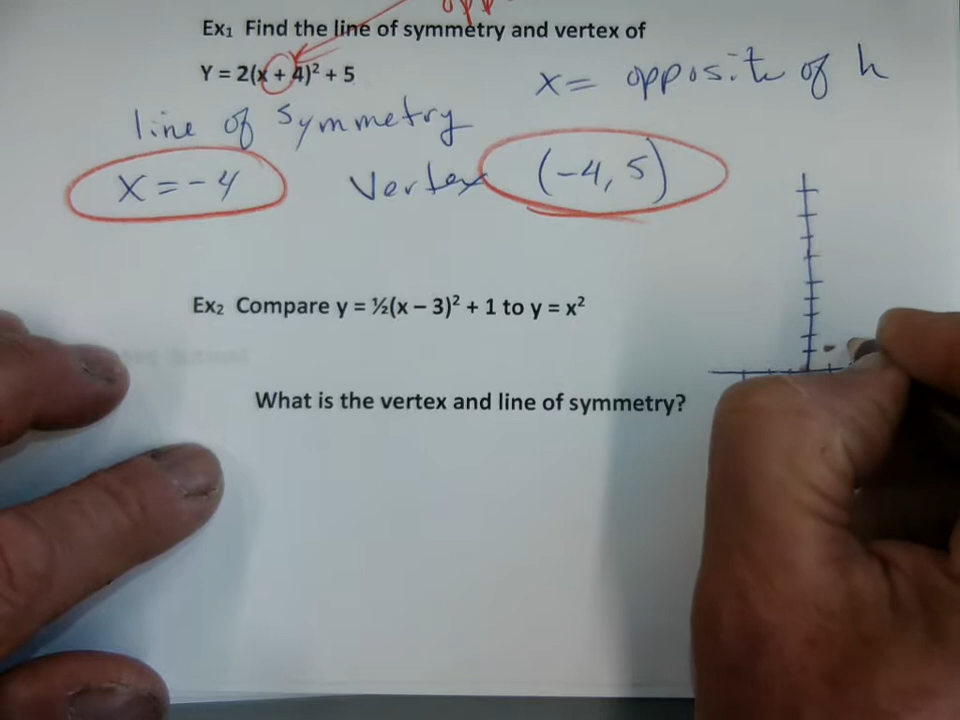 opp
Ex1 Find the line of symmetry and vertex of
Y = 2(x + 4)² + 5
x = opposite of h
line of symmetry
x = -4
Vertex (-4, 5)
Ex2 Compare y = ½(x – 3)² + 1 to y = x²
What is the vertex and line of symmetry?